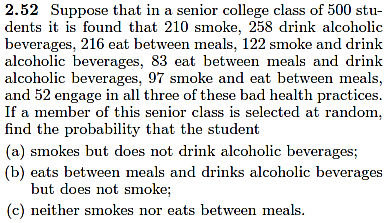 2.52 Suppose that in a senior college class of 500 stu-
dents it is found that 210 smoke, 258 drink alcoholic
beverages, 216 eat between meals, 122 smoke and drink
alcoholic beverages, 83 eat between meals and drink
alcoholic beverages, 97 smoke and eat between meals,
and 52 engage in all three of these bad health practices.
If a member of this senior class is selected at random,
find the probability that the student
(a) smokes but does not drink alcoholic beverages;
(b) eats between meals and drinks alcoholic beverages
but does not smoke;
(c) neither smokes nor eats between meals.